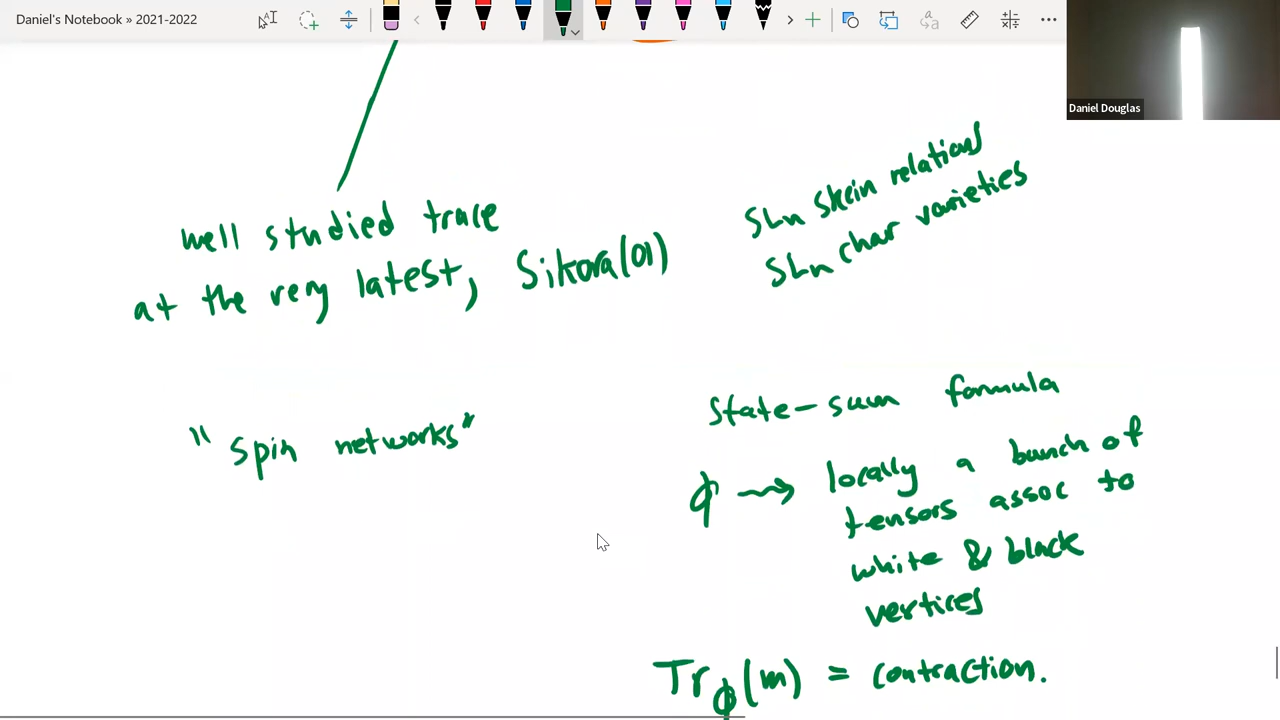 Daniel's Notebook » 2021-2022
Daniel Douglas
well studied trace
at the very latest, Sikora (01)
SLn skein relations
SLn char varieties
"spin networks"
state-sum formula
ϕ ⇝ locally a bunch of
tensors assoc to
white & black
vertices
Tr_ϕ(m) = contraction.